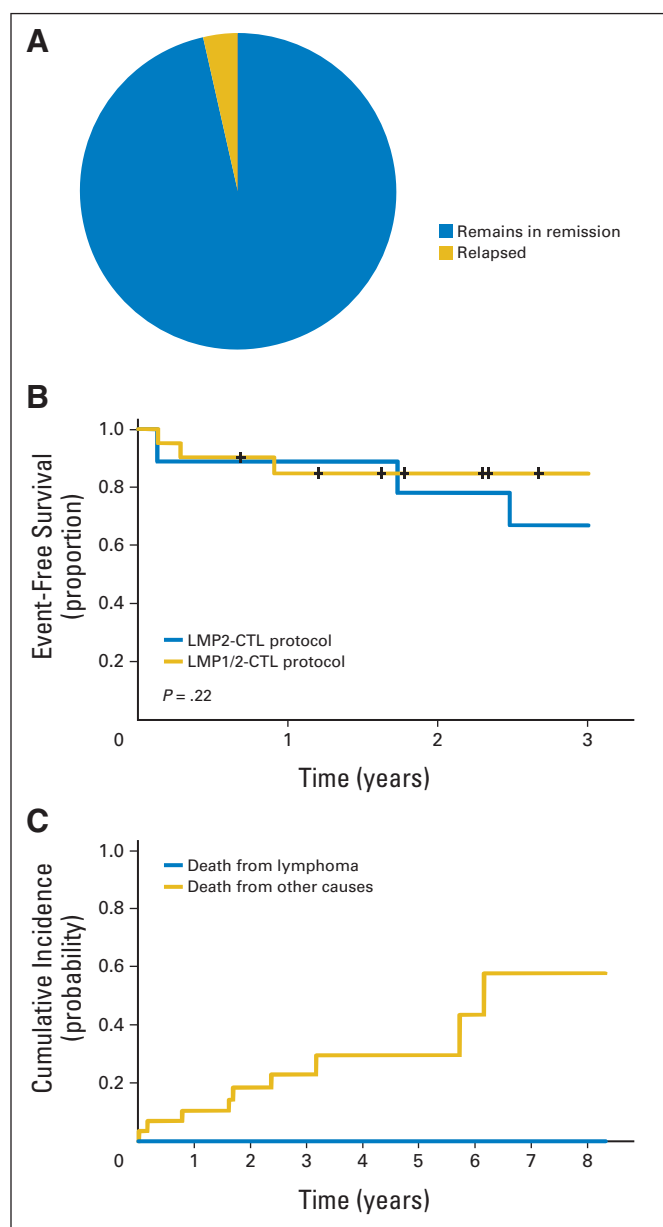 A
Remains in remission
Relapsed
B
Event-Free Survival
(proportion)
1.0
0.8
0.6
0.4
0.2
LMP2-CTL protocol
LMP1/2-CTL protocol
P = .22
0
1
2
3
Time (years)
C
Cumulative Incidence
(probability)
1.0
0.8
0.6
0.4
0.2
Death from lymphoma
Death from other causes
0
1
2
3
4
5
6
7
8
Time (years)